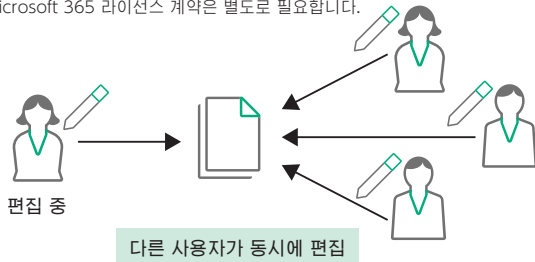 icrosoft 365 라이선스 계약은 별도로 필요합니다.
편집 중
다른 사용자가 동시에 편집